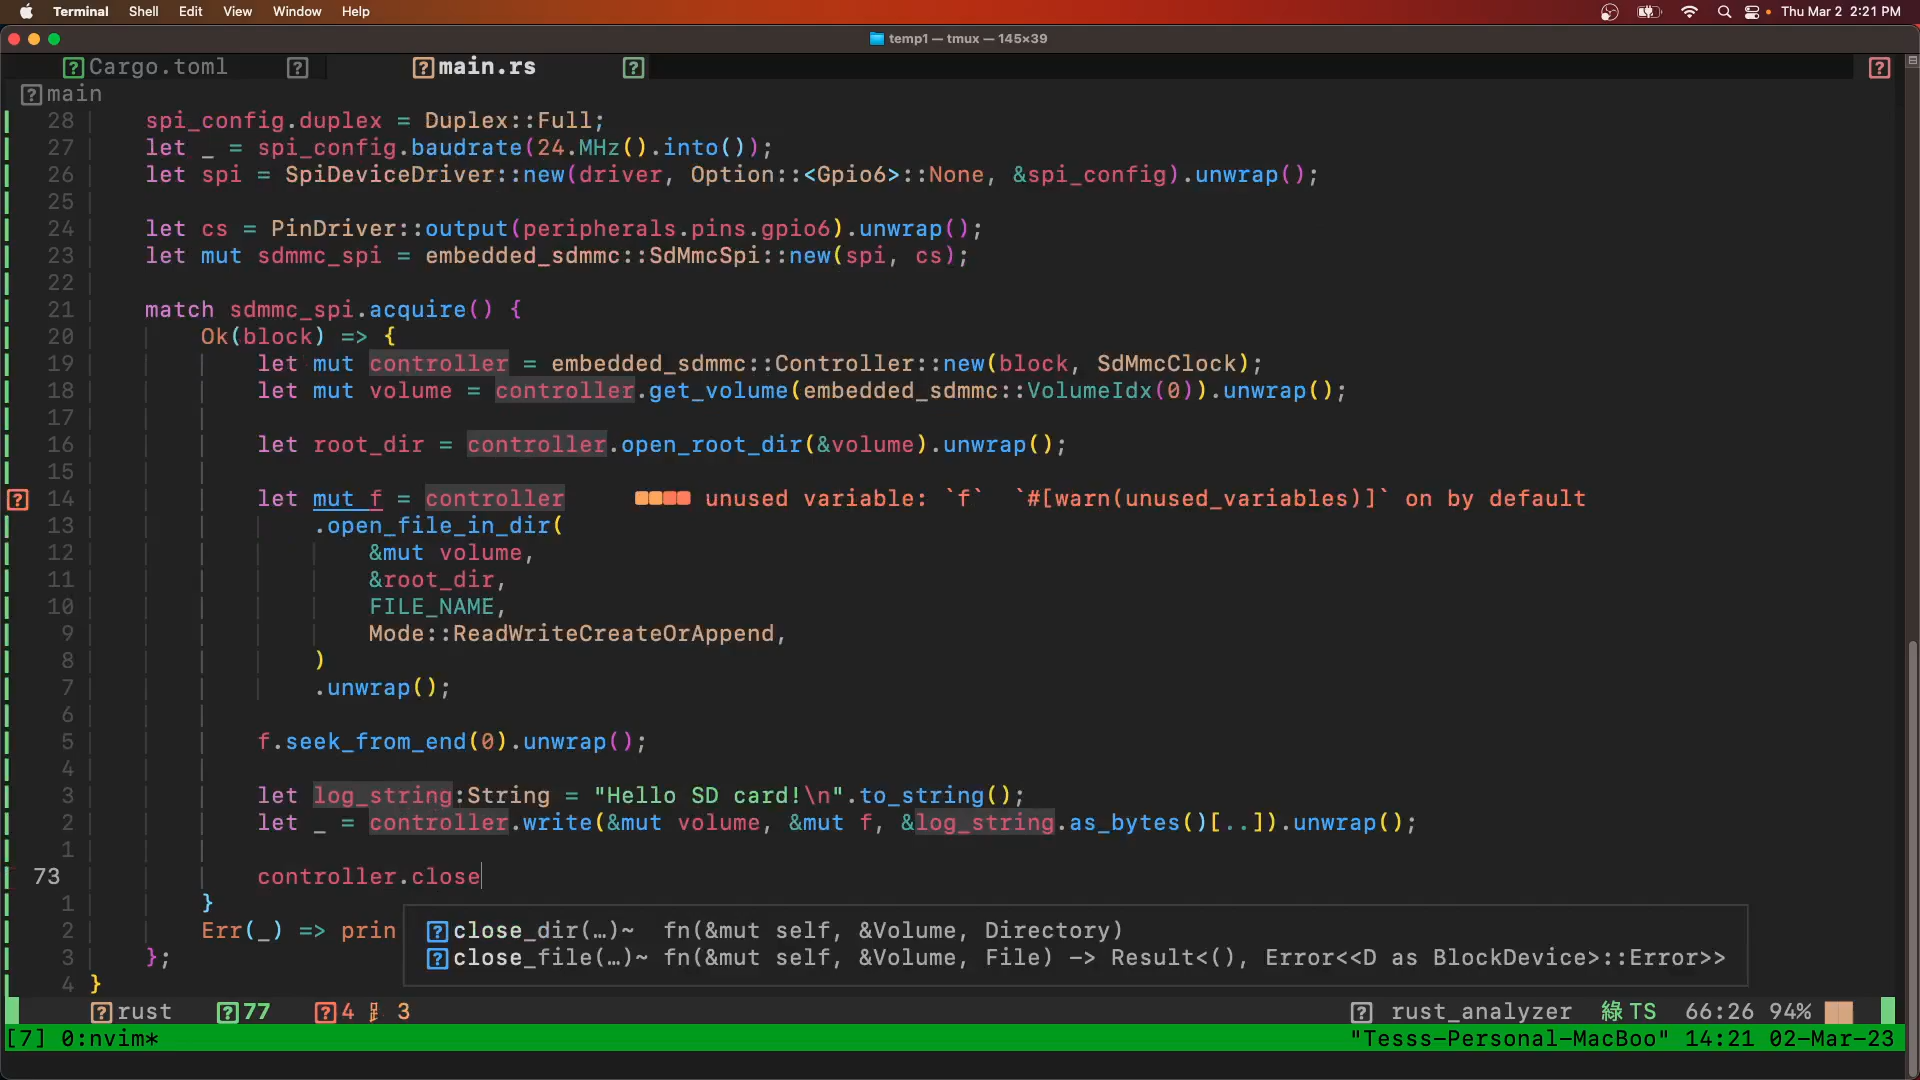 Terminal Shell Edit View Window Help Thu Mar 2 2:21 PM
temp1 — tmux — 145×39
Cargo.toml main.rs
main
28 spi_config.duplex = Duplex::Full;
27 let _ = spi_config.baudrate(24.MHz().into());
26 let spi = SpiDeviceDriver::new(driver, Option::<Gpio6>::None, &spi_config).unwrap();
25
24 let cs = PinDriver::output(peripherals.pins.gpio6).unwrap();
23 let mut sdmmc_spi = embedded_sdmmc::SdMmcSpi::new(spi, cs);
22
21 match sdmmc_spi.acquire() {
20 Ok(block) => {
19 let mut controller = embedded_sdmmc::Controller::new(block, SdMmcClock);
18 let mut volume = controller.get_volume(embedded_sdmmc::VolumeIdx(0)).unwrap();
17
16 let root_dir = controller.open_root_dir(&volume).unwrap();
15
14 let mut f = controller unused variable: `f` `#[warn(unused_variables)]` on by default
13 .open_file_in_dir(
12 &mut volume,
11 &root_dir,
10 FILE_NAME,
9 Mode::ReadWriteCreateOrAppend,
8 )
7 .unwrap();
6
5 f.seek_from_end(0).unwrap();
4
3 let log_string:String = "Hello SD card!\n".to_string();
2 let _ = controller.write(&mut volume, &mut f, &log_string.as_bytes()[..]).unwrap();
1
73 controller.close
1 }
2 Err(_) => prin close_dir(…)~ fn(&mut self, &Volume, Directory)
3 }; close_file(…)~ fn(&mut self, &Volume, File) -> Result<(), Error<<D as BlockDevice>::Error>>
4 }
rust 77 4 3 rust_analyzer 綠 TS 66:26 94%
[7] 0:nvim* "Tesss-Personal-MacBoo" 14:21 02-Mar-23